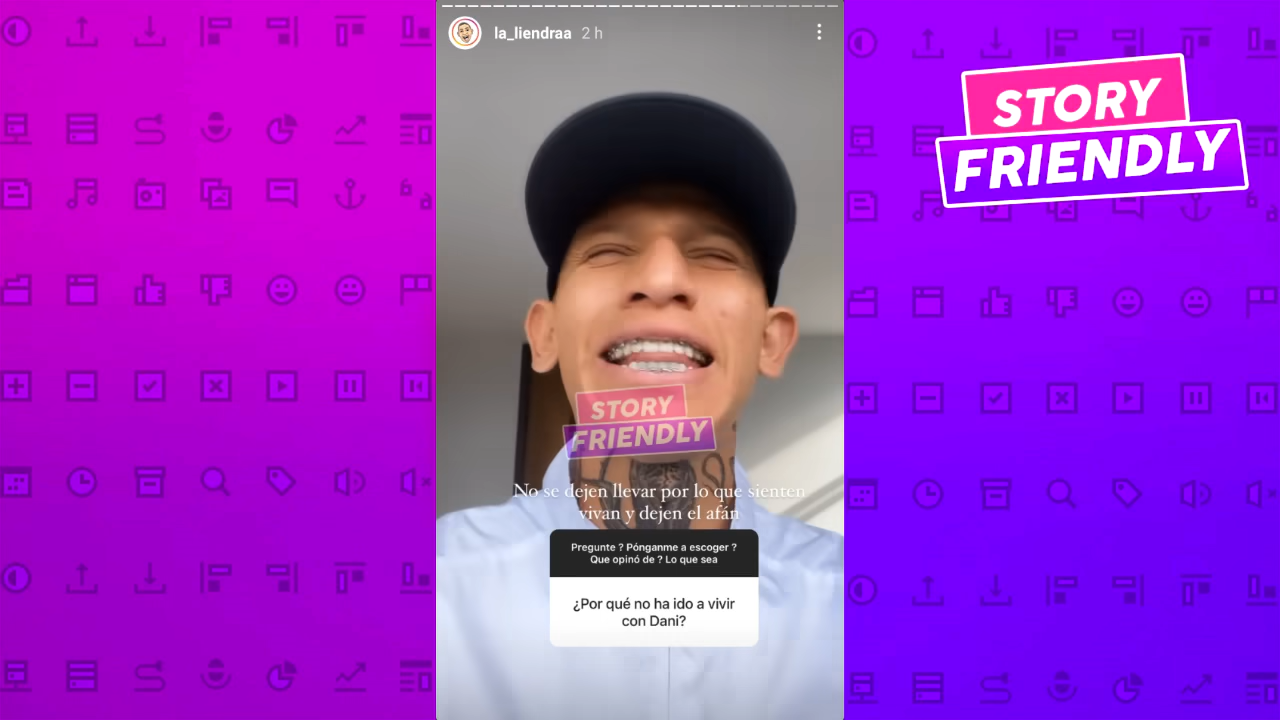 la_liendraa 2 h
STORY
FRIENDLY
STORY
FRIENDLY
No se dejen llevar por lo que sienten
vivan y dejen el afán
Pregunte ? Pónganme a escoger ?
Que opinó de ? Lo que sea
¿Por qué no ha ido a vivir
con Dani?